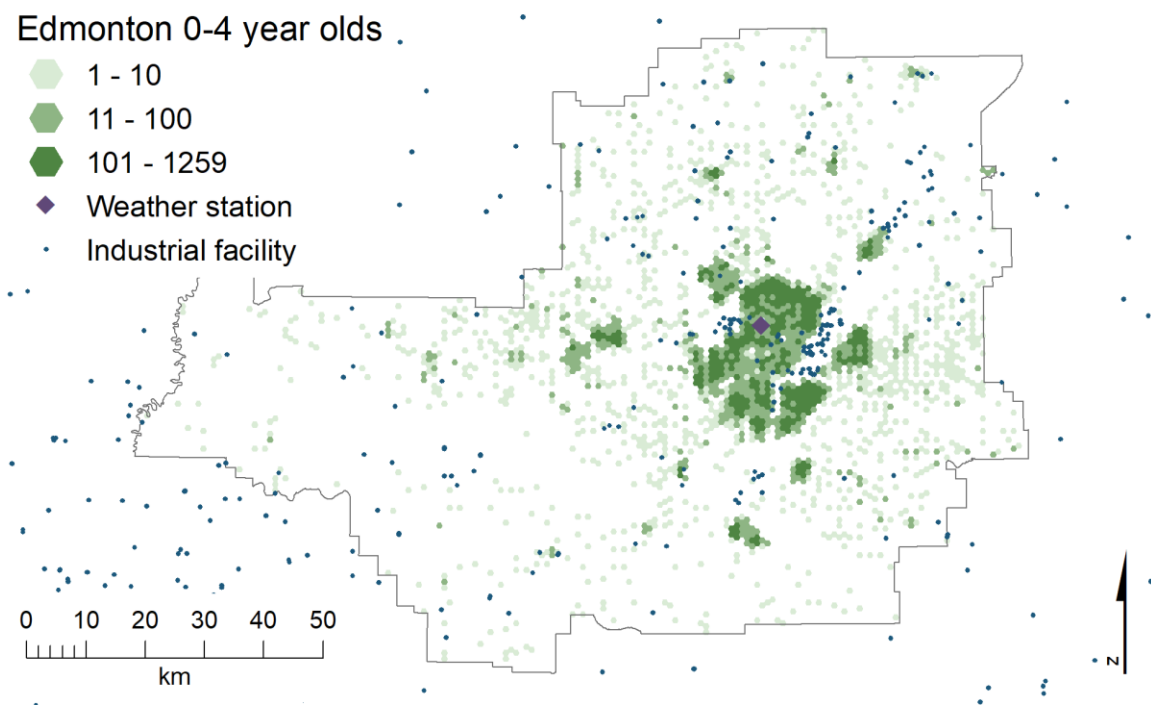 Edmonton 0-4 year olds
1 - 10
11 - 100
101 - 1259
Weather station
Industrial facility
0 10 20 30 40 50
km
N